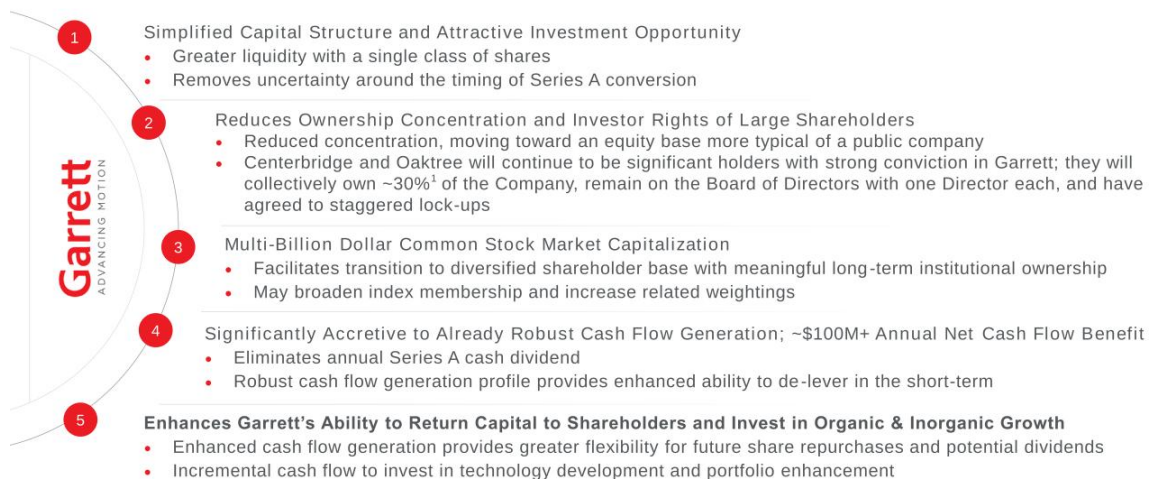 1
Simplified Capital Structure and Attractive Investment Opportunity
• Greater liquidity with a single class of shares
• Removes uncertainty around the timing of Series A conversion
2
Reduces Ownership Concentration and Investor Rights of Large Shareholders
• Reduced concentration, moving toward an equity base more typical of a public company
• Centerbridge and Oaktree will continue to be significant holders with strong conviction in Garrett; they will
collectively own ~30%¹ of the Company, remain on the Board of Directors with one Director each, and have
agreed to staggered lock-ups
Garrett
ADVANCING MOTION
3
Multi-Billion Dollar Common Stock Market Capitalization
• Facilitates transition to diversified shareholder base with meaningful long-term institutional ownership
• May broaden index membership and increase related weightings
4
Significantly Accretive to Already Robust Cash Flow Generation; ~$100M+ Annual Net Cash Flow Benefit
• Eliminates annual Series A cash dividend
• Robust cash flow generation profile provides enhanced ability to de-lever in the short-term
5
Enhances Garrett's Ability to Return Capital to Shareholders and Invest in Organic & Inorganic Growth
• Enhanced cash flow generation provides greater flexibility for future share repurchases and potential dividends
• Incremental cash flow to invest in technology development and portfolio enhancement